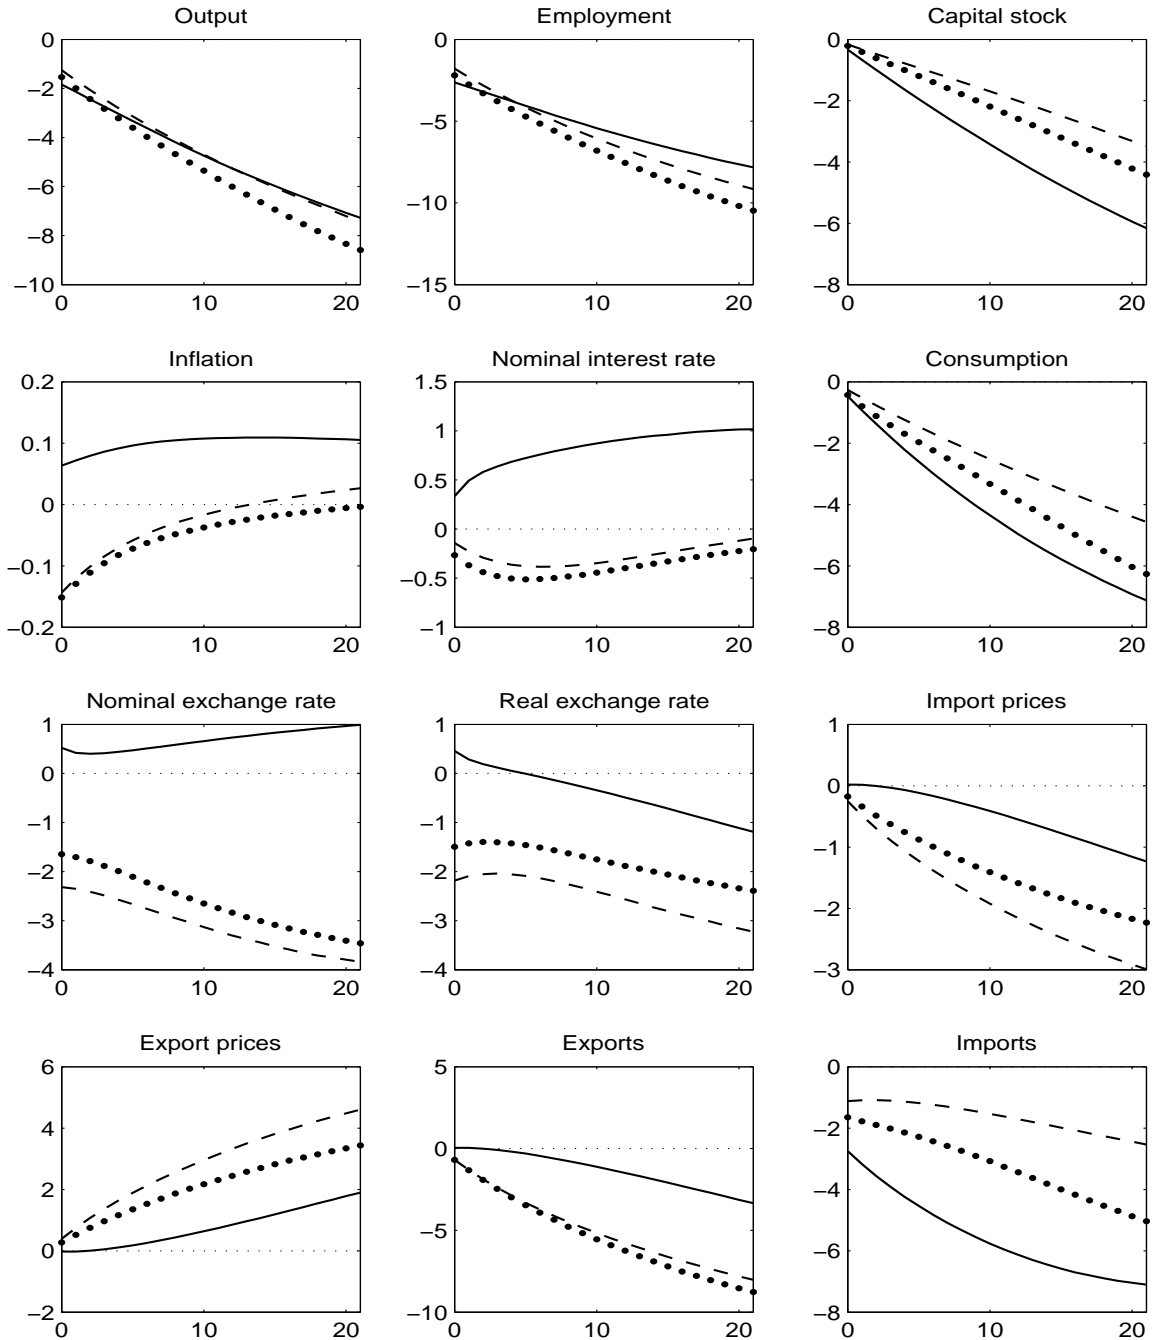 Output Employment Capital stock
0 0 0
−2 −5 −2
−4 −10 −4
−6 −15 −6
−8 −8
−10
0 10 20 0 10 20 0 10 20
Inflation Nominal interest rate Consumption
0.2 1.5 0
0.1 1 −2
0 0.5 −4
−0.1 0 −6
−0.2 −0.5 −8
−1
0 10 20 0 10 20 0 10 20
Nominal exchange rate Real exchange rate Import prices
1 1 1
0 0 0
−1 −1 −1
−2 −2 −2
−3 −3 −3
−4 −4
0 10 20 0 10 20 0 10 20
Export prices Exports Imports
6 5 0
4 0 −2
2 −5 −4
0 −10 −6
−2 −8
0 10 20 0 10 20 0 10 20